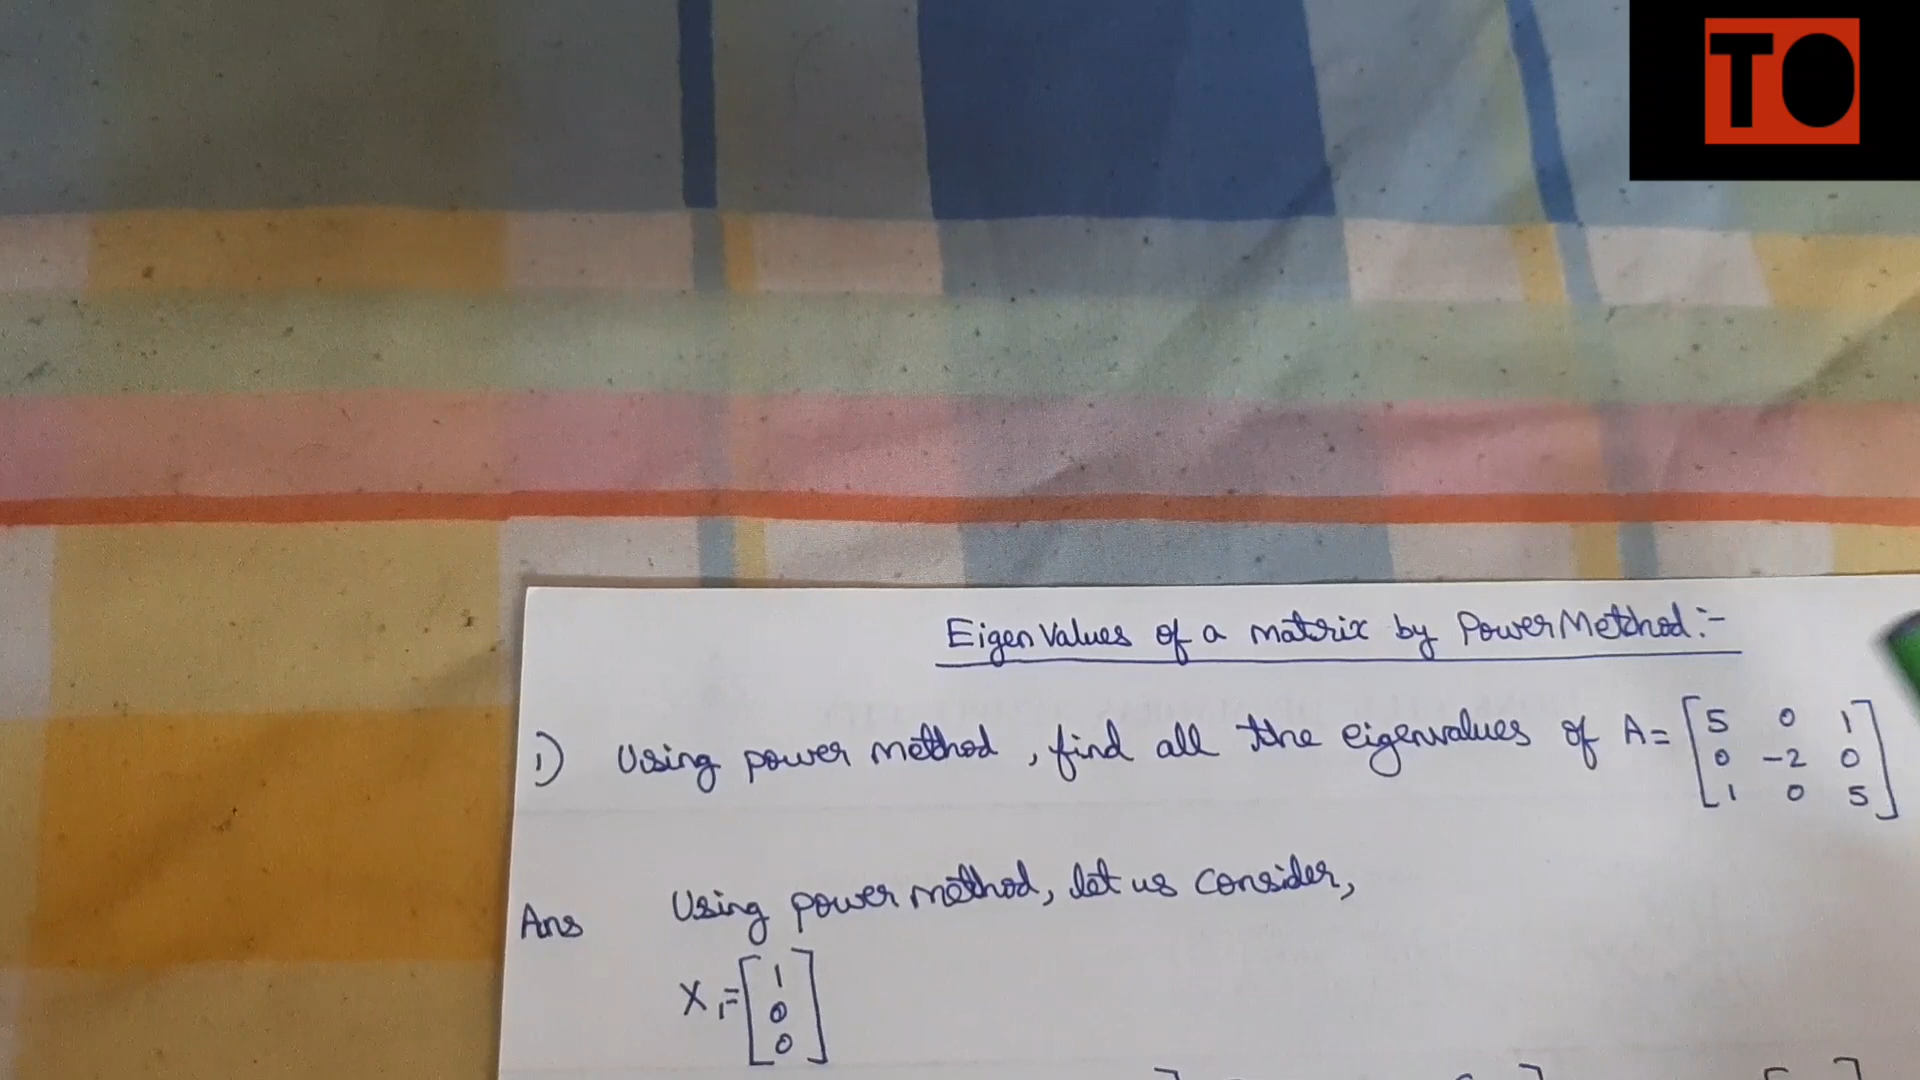 TO
Eigen Values of a matrix by Power Method:-
1) Using power method, find all the eigenvalues of A= [5 0 1
0 -2 0
1 0 5]
Ans Using power method, let us consider,
X₁= [1
0
0]